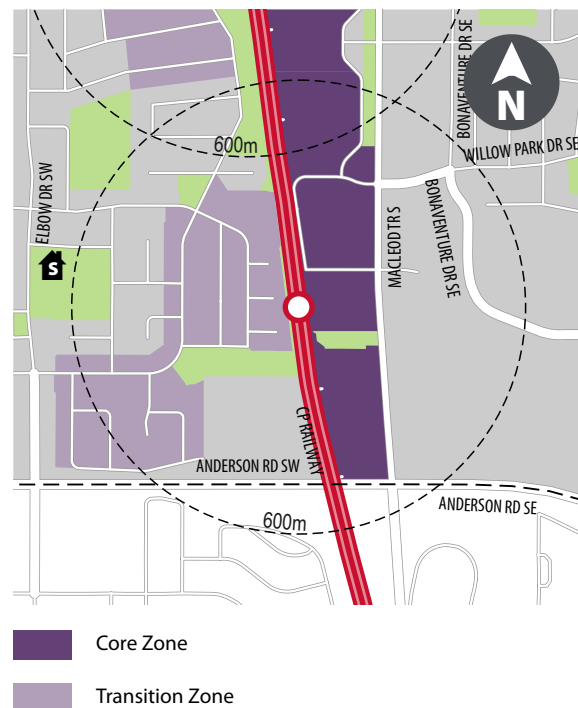 BONAVENTURE DR SE
N
600m
WILLOW PARK DR SE
ELBOW DR SW
S
MACLEOD TR S
BONAVENTURE DR SE
CP RAILWAY
ANDERSON RD SW
ANDERSON RD SE
600m
Core Zone
Transition Zone